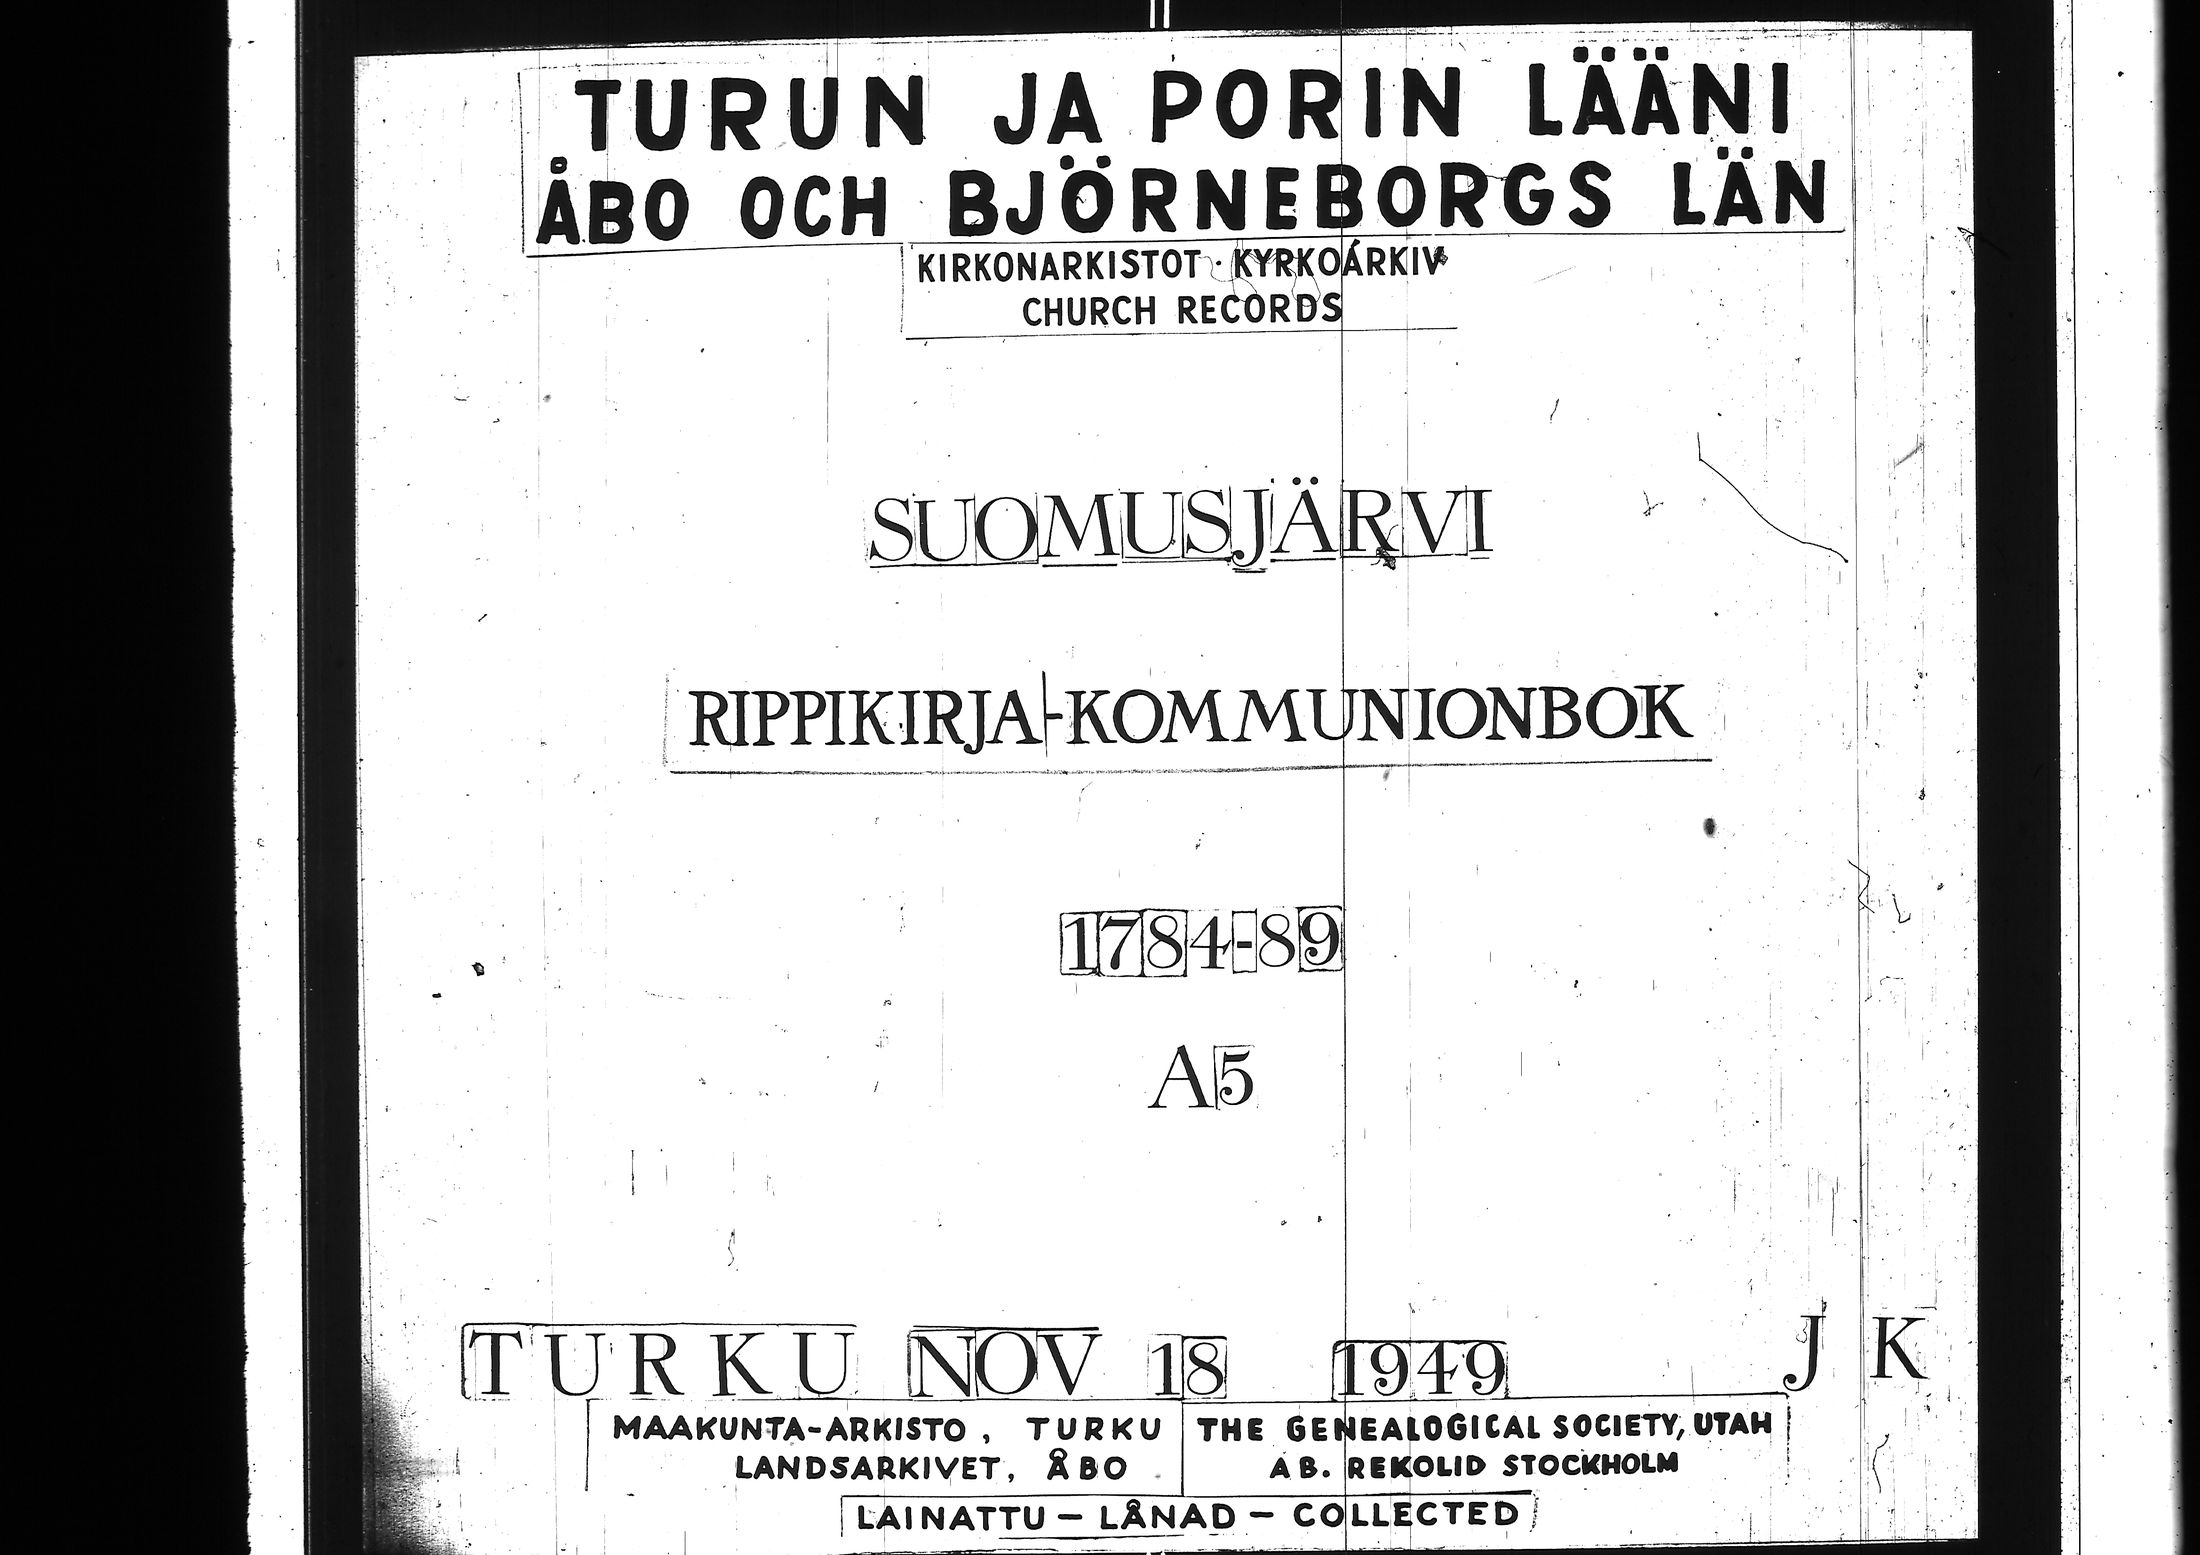 TURUN JA PORIN LÄÄNI
ÅBO OCH BJÖRNEBORGS LÄN
KIRKONARKISTOT · KYRKOARKIV
CHURCH RECORDS
SUOMUSJÄRVI
RIPPIKIRJA-KOMMUNIONBOK
1784-89
A5
TURKU NOV 18 1949 J K
MAAKUNTA-ARKISTO, TURKU
LANDSARKIVET, ÅBO
THE GENEALOGICAL SOCIETY, UTAH
AB. REKOLID STOCKHOLM
LAINATTU – LÅNAD – COLLECTED